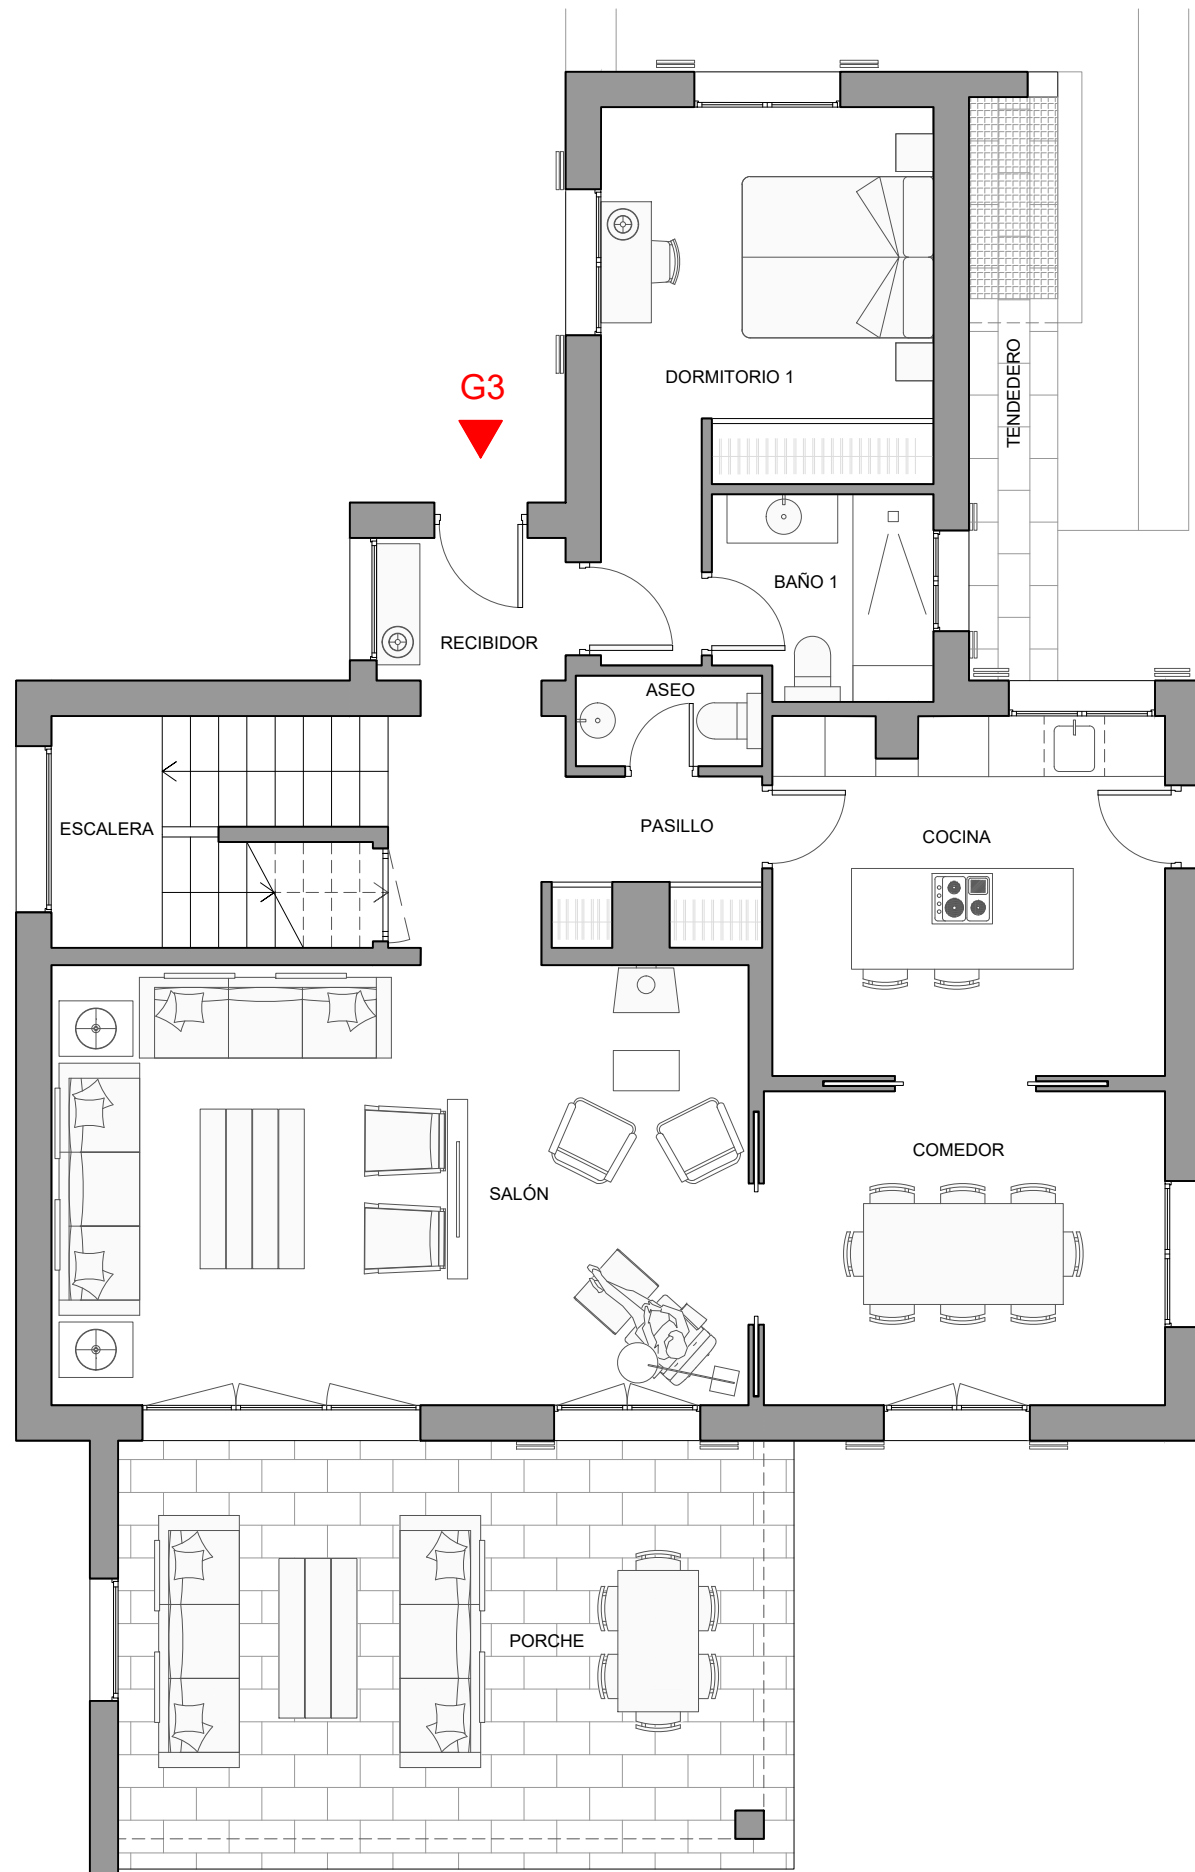 G3
DORMITORIO 1
TENDEDERO
BAÑO 1
RECIBIDOR
ASEO
ESCALERA
PASILLO
COCINA
COMEDOR
SALÓN
PORCHE